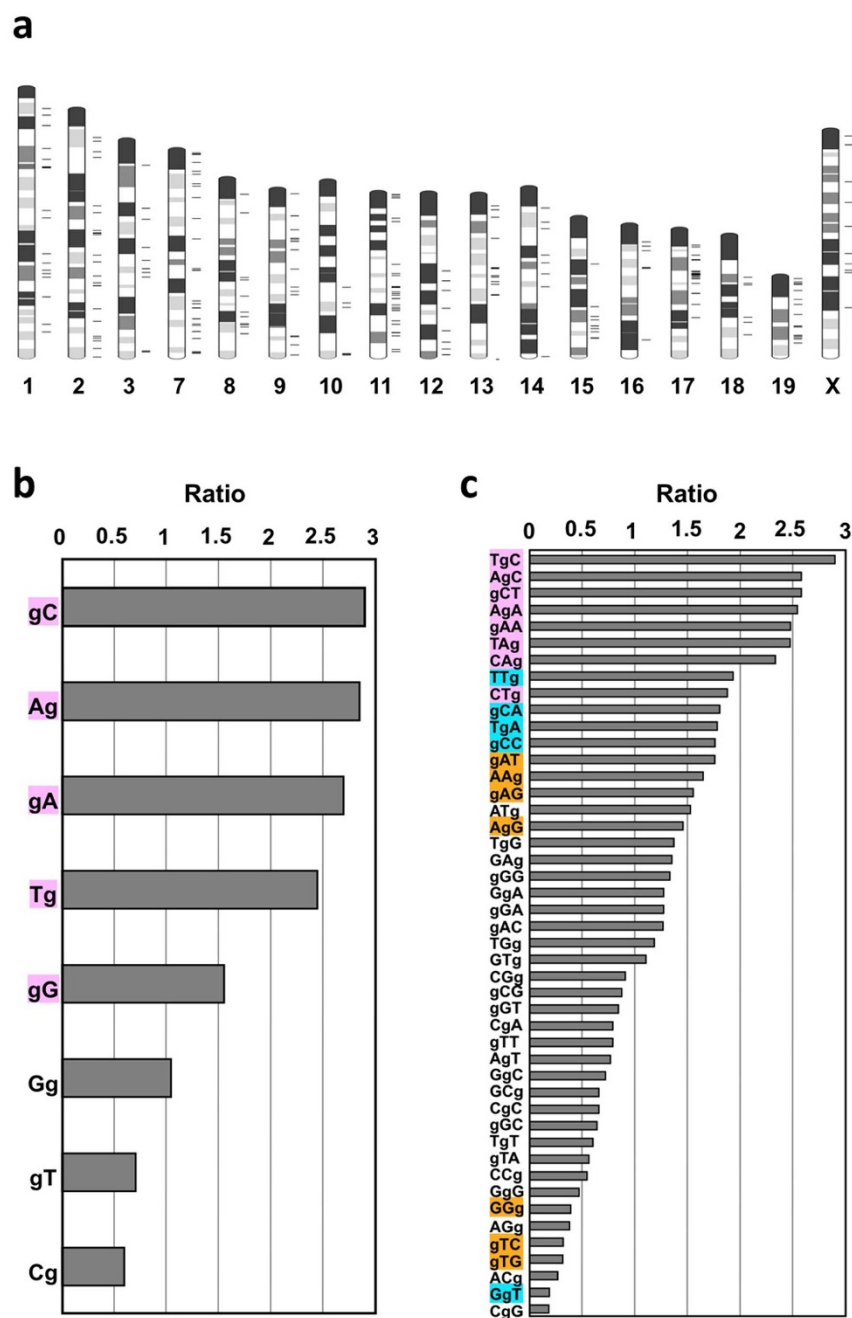 a
1 2 3 7 8 9 10 11 12 13 14 15 16 17 18 19 X
b
Ratio
0 0.5 1 1.5 2 2.5 3
gC
Ag
gA
Tg
gG
Gg
gT
Cg
c
Ratio
0 0.5 1 1.5 2 2.5 3
TgC
AgC
gCT
AgA
gAA
TAg
CAg
TTg
CTg
gCA
TgA
gCC
gAT
AAg
gAG
ATg
AgG
TgG
GAg
gGG
GgA
gGA
gAC
TGg
GTg
CGg
gCG
gGT
CgA
gTT
AgT
GgC
GCg
CgC
gGC
TgT
gTA
CCg
GgG
GGg
AGg
gTC
gTG
ACg
GgT
CgG